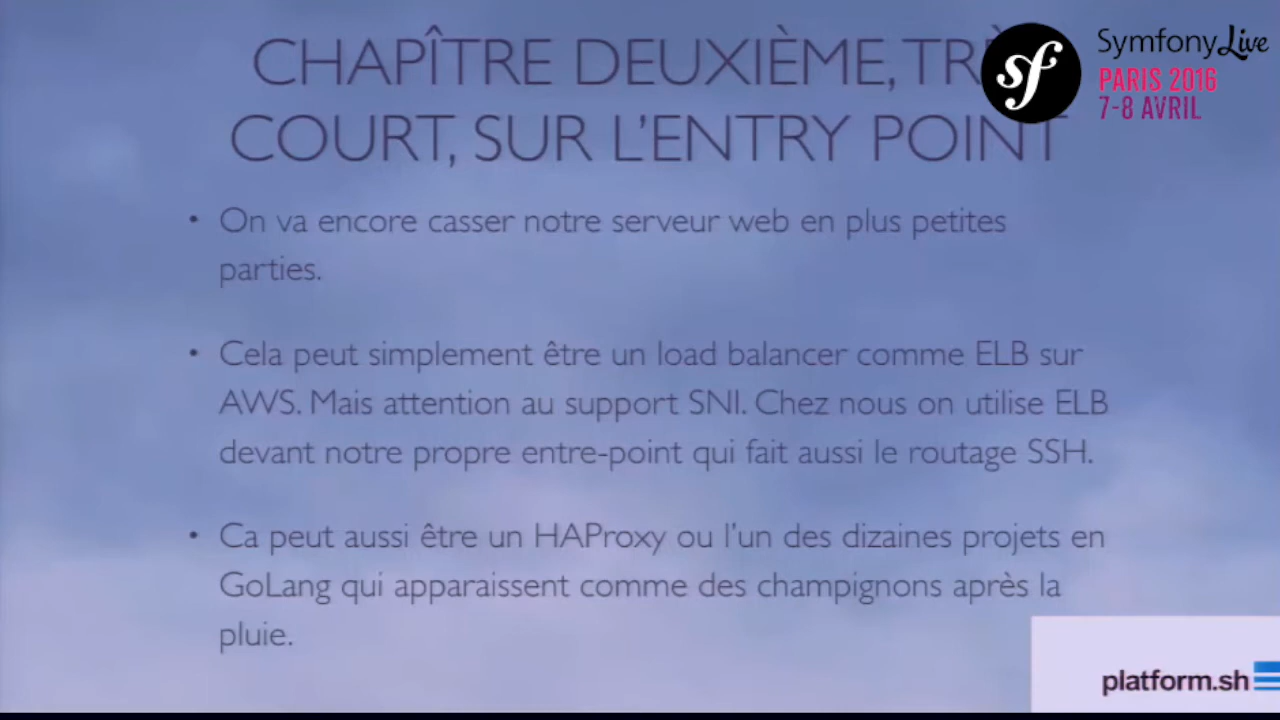 CHAPÎTRE DEUXIÈME, TRÈ
COURT, SUR L'ENTRY POINT
SymfonyLive
PARIS 2016
7-8 AVRIL
sf
• On va encore casser notre serveur web en plus petites
parties.
• Cela peut simplement être un load balancer comme ELB sur
AWS. Mais attention au support SNI. Chez nous on utilise ELB
devant notre propre entre-point qui fait aussi le routage SSH.
• Ca peut aussi être un HAProxy ou l'un des dizaines projets en
GoLang qui apparaissent comme des champignons après la
pluie.
platform.sh